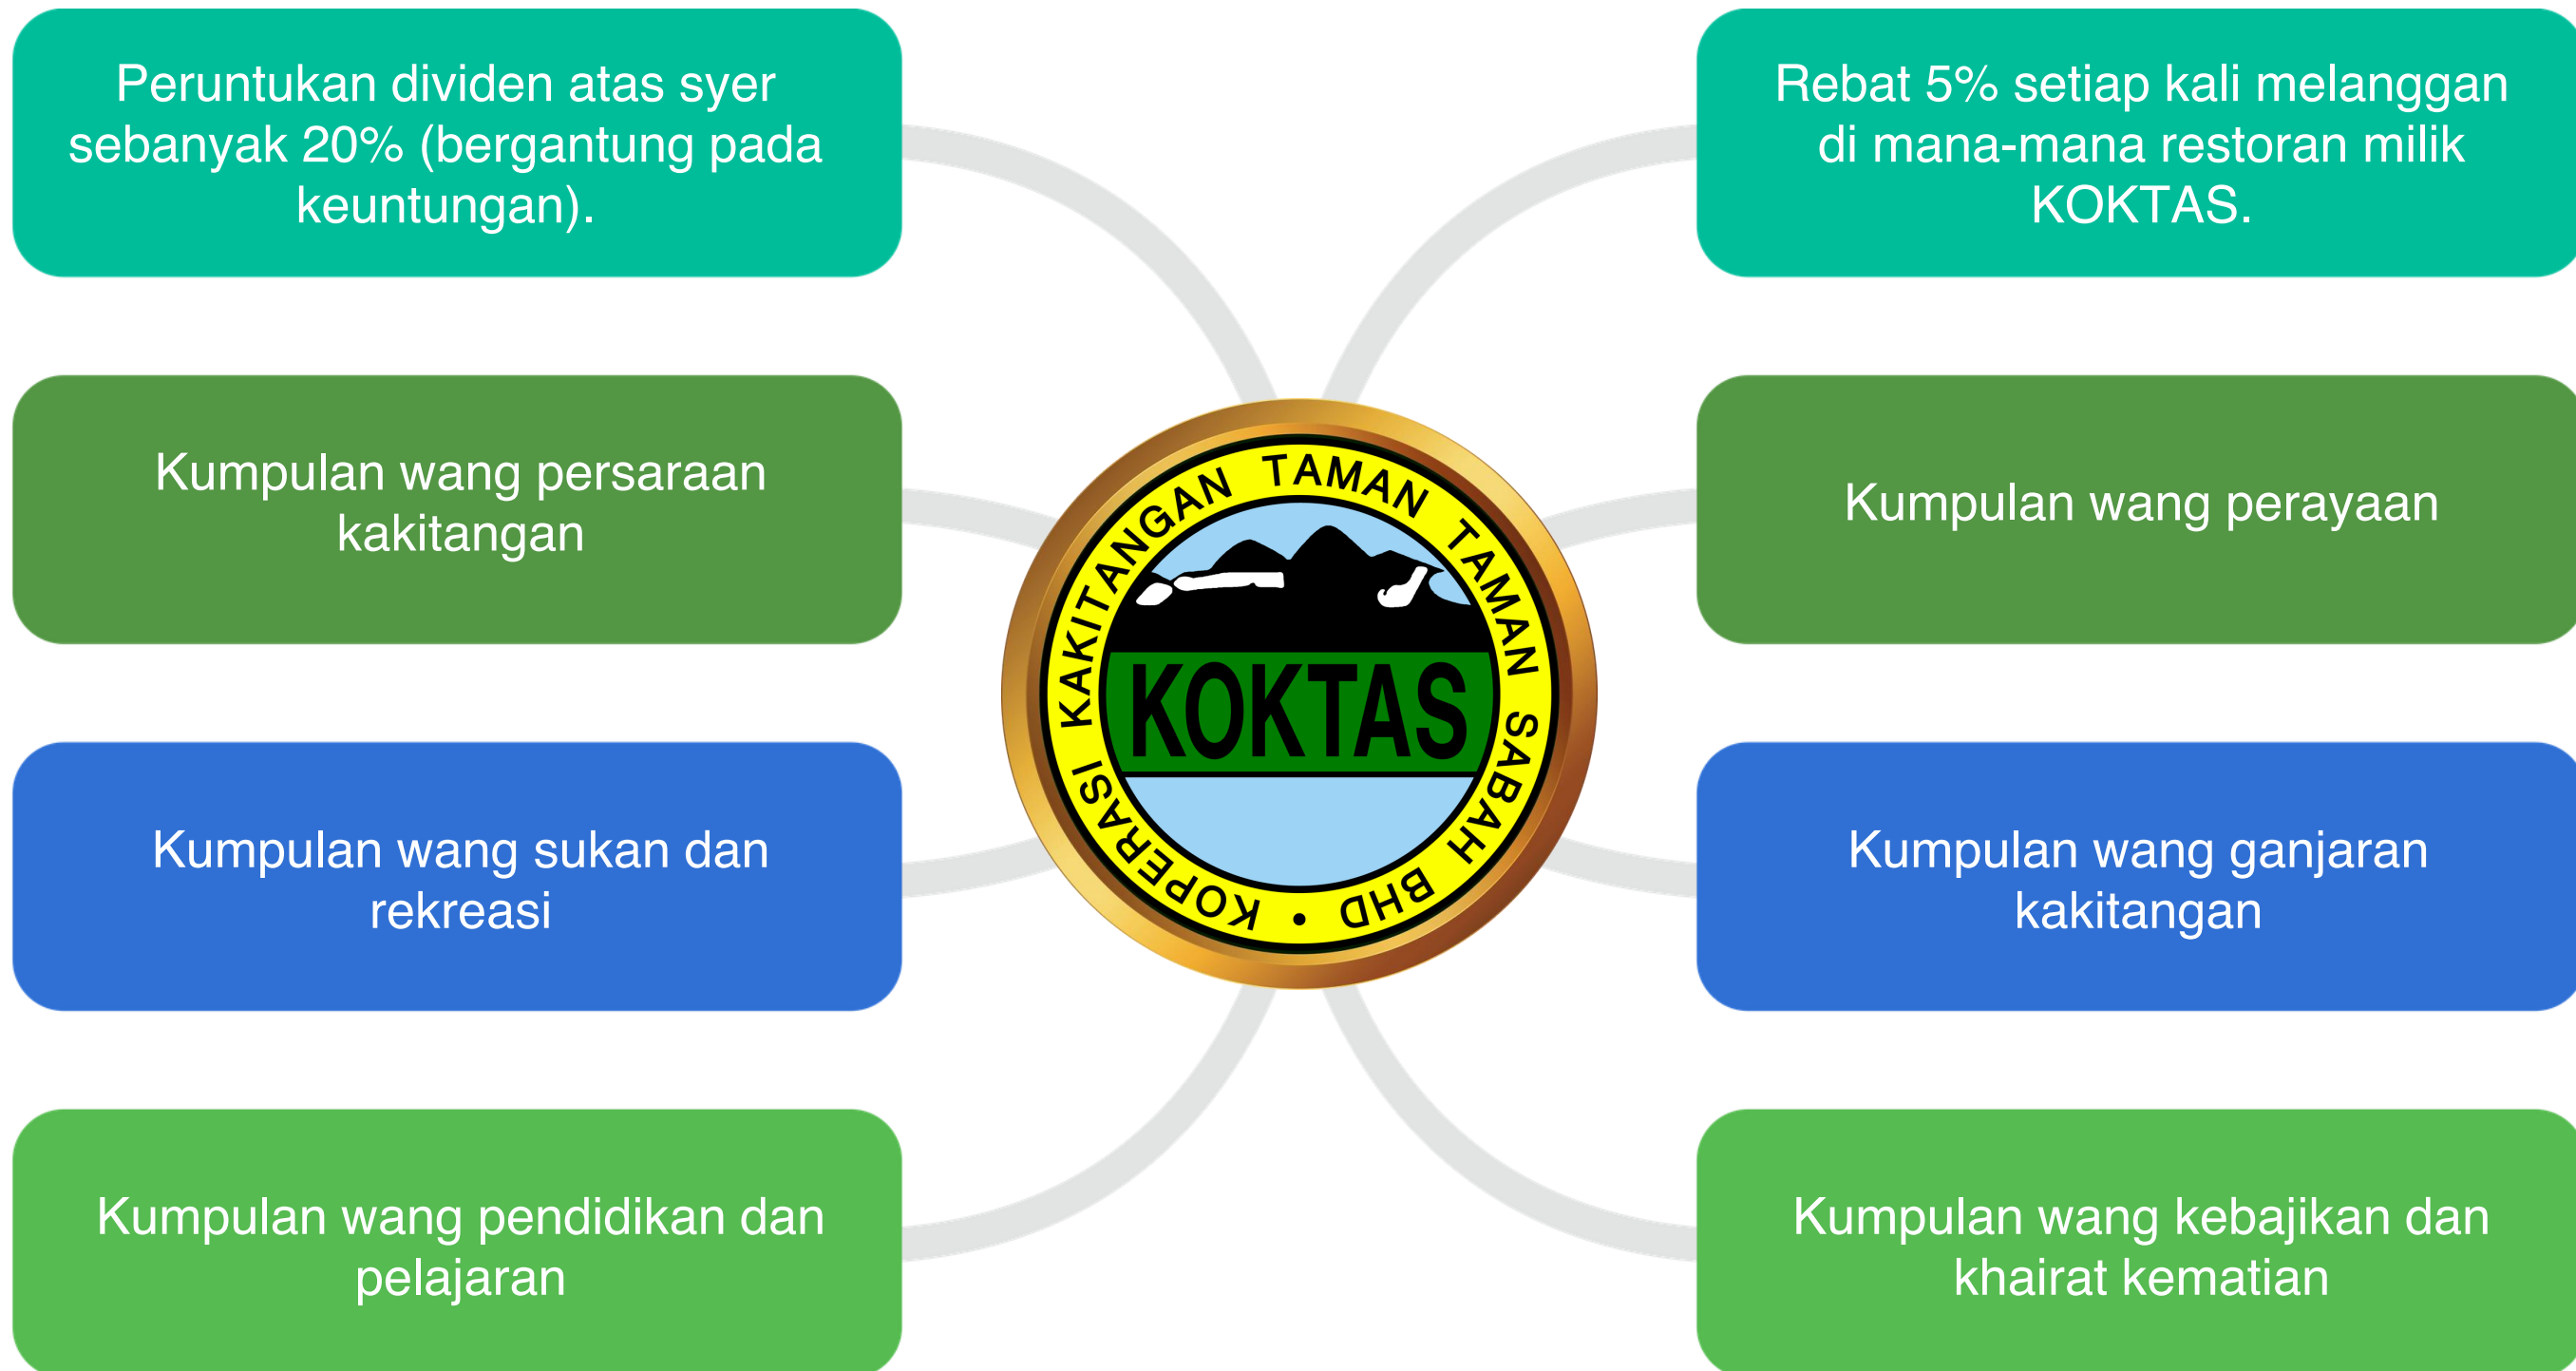 Peruntukan dividen atas syer
sebanyak 20% (bergantung pada
keuntungan).
Rebat 5% setiap kali melanggan
di mana-mana restoran milik
KOKTAS.
Kumpulan wang persaraan
kakitangan
Kumpulan wang perayaan
KOPERASI KAKITANGAN TAMAN TAMAN SABAH BHD •
KOKTAS
Kumpulan wang sukan dan
rekreasi
Kumpulan wang ganjaran
kakitangan
Kumpulan wang pendidikan dan
pelajaran
Kumpulan wang kebajikan dan
khairat kematian